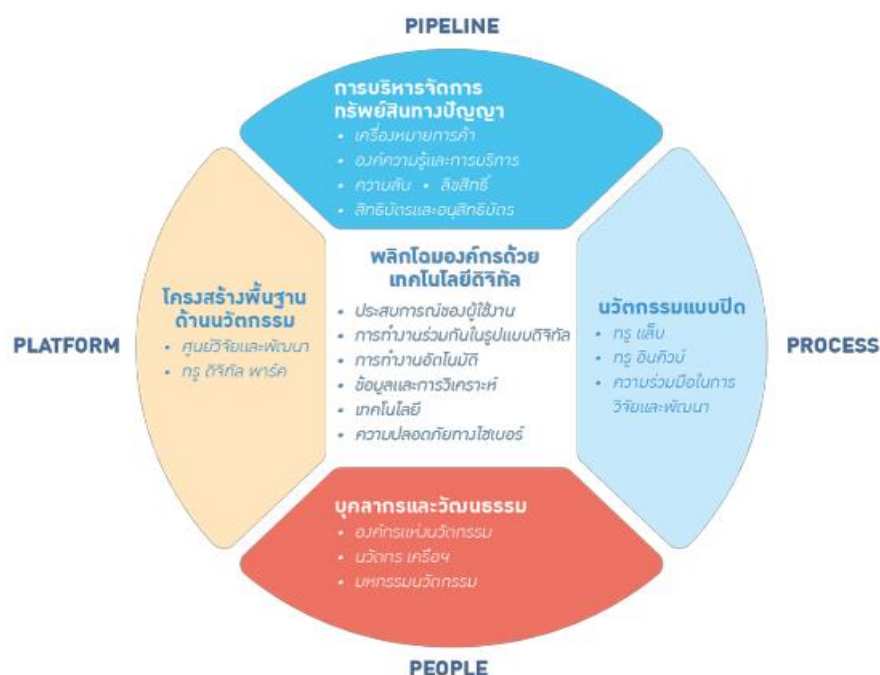 PIPELINE
การบริหารจัดการ
ทรัพย์สินทางปัญญา
• เครื่องหมายการค้า
• องค์ความรู้และการบริการ
• ความลับ • ลิขสิทธิ์
• สิทธิบัตรและอนุสิทธิบัตร
PLATFORM
โครงสร้างพื้นฐาน
ด้านนวัตกรรม
• ศูนย์วิจัยและพัฒนา
• ทรู ดิจิทัล พาร์ค
พลิกโฉมองค์กรด้วย
เทคโนโลยีดิจิทัล
• ประสบการณ์ของผู้ใช้งาน
• การทำงานร่วมกันในรูปแบบดิจิทัล
• การทำงานอัตโนมัติ
• ข้อมูลและการวิเคราะห์
• เทคโนโลยี
• ความปลอดภัยทางไซเบอร์
นวัตกรรมแบบปิด
• ทรู แล็บ
• ทรู อินคิวบ์
• ความร่วมมือในการ
วิจัยและพัฒนา
PROCESS
บุคลากรและวัฒนธรรม
• องค์กรแห่งนวัตกรรม
• นวัตกร เครือฯ
• มหกรรมนวัตกรรม
PEOPLE